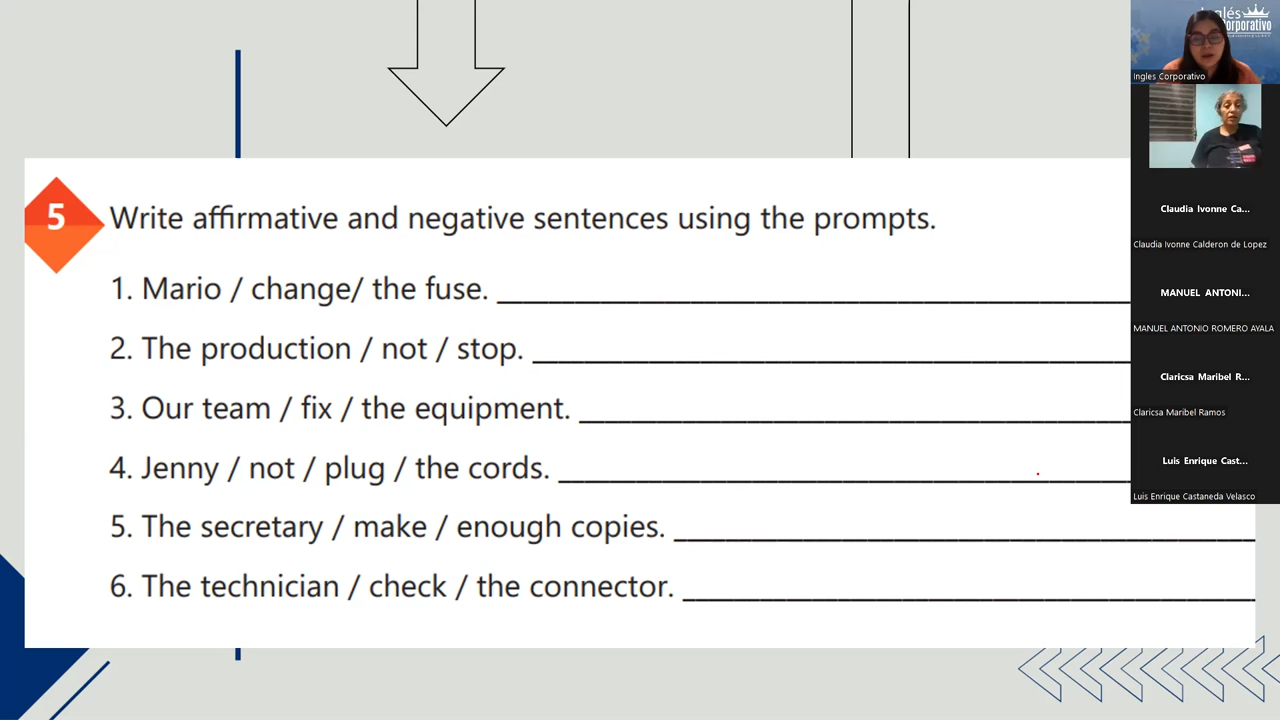 5
Write affirmative and negative sentences using the prompts.
1. Mario / change/ the fuse.
2. The production / not / stop.
3. Our team / fix / the equipment.
4. Jenny / not / plug / the cords.
5. The secretary / make / enough copies.
6. The technician / check / the connector.
Inglés
Corporativo
Ingles Corporativo
Claudia Ivonne Ca...
Claudia Ivonne Calderon de Lopez
MANUEL ANTONI...
MANUEL ANTONIO ROMERO AYALA
Claricsa Maribel R...
Claricsa Maribel Ramos
Luis Enrique Cast...
Luis Enrique Castaneda Velasco